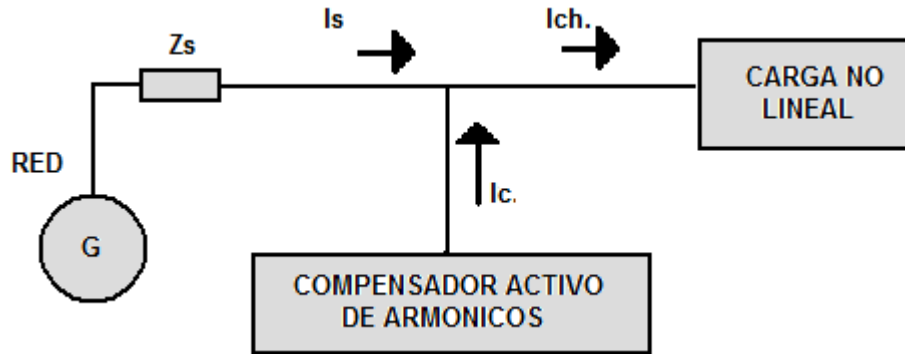 Is
Ich.
Zs
CARGA NO
LINEAL
RED
Ic.
G
COMPENSADOR ACTIVO
DE ARMONICOS